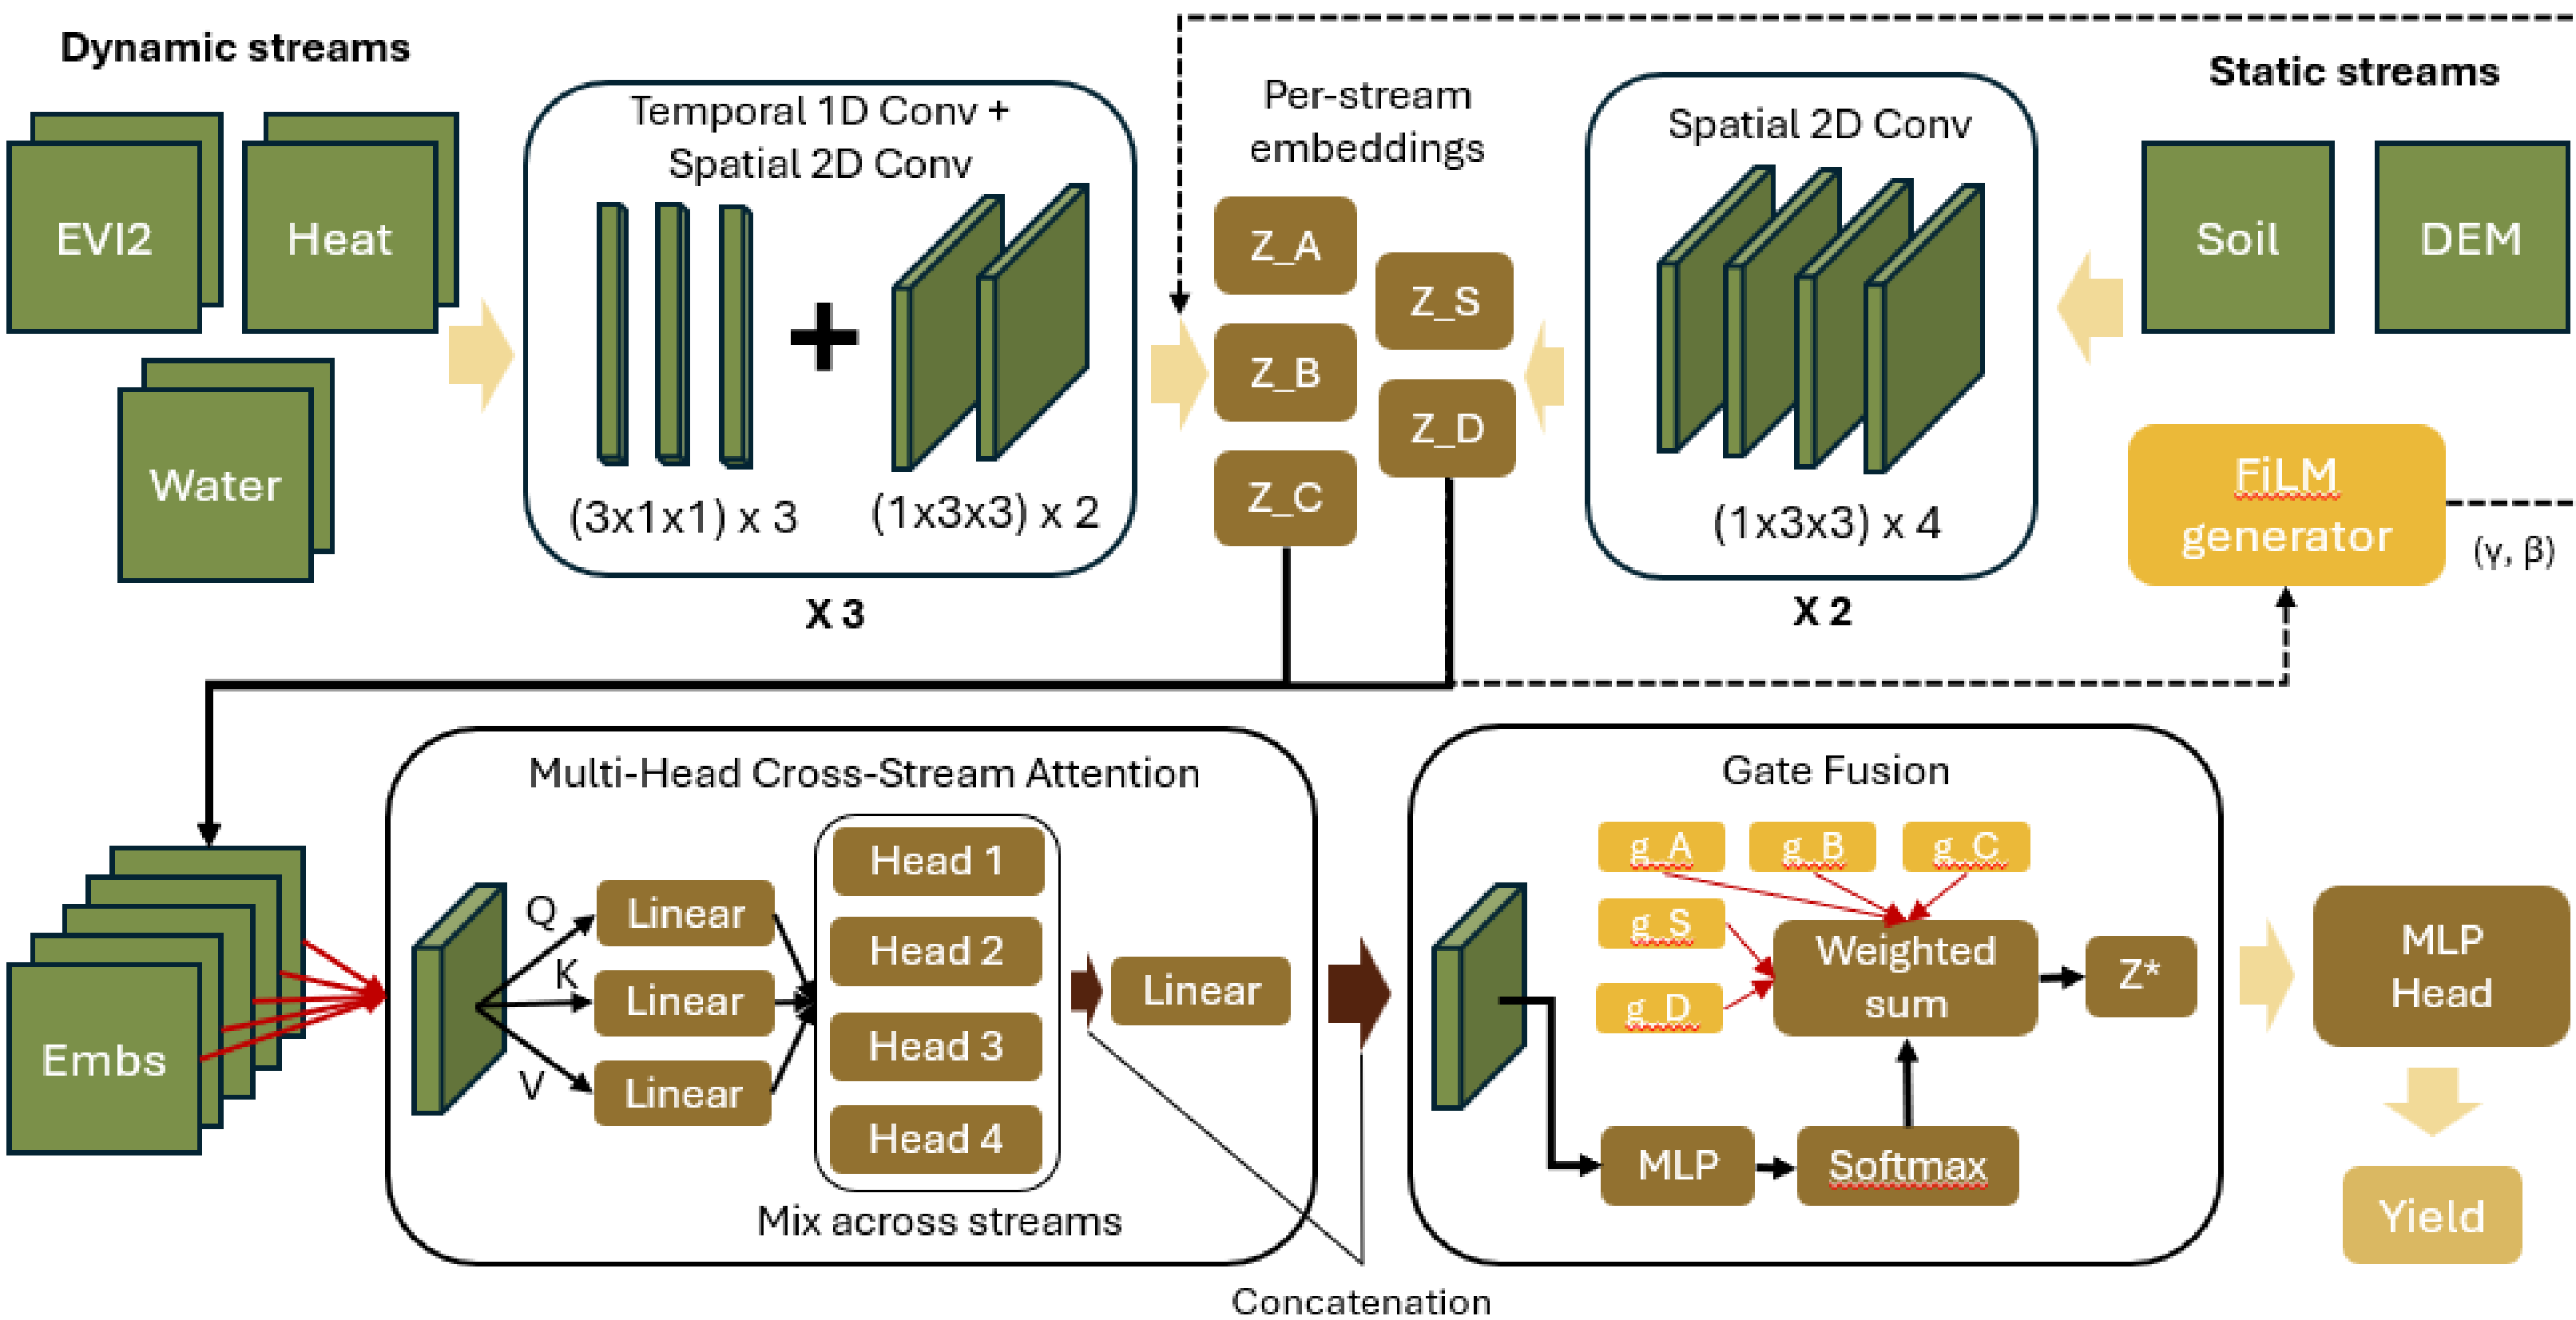 Dynamic streams
EVI2
Heat
Water
Temporal 1D Conv +
Spatial 2D Conv
(3x1x1) x 3
(1x3x3) x 2
X 3
Per-stream
embeddings
Z_A
Z_B
Z_C
Z_S
Z_D
Spatial 2D Conv
(1x3x3) x 4
X 2
Static streams
Soil
DEM
FiLM
generator
(γ, β)
Embs
Multi-Head Cross-Stream Attention
Q
K
V
Linear
Linear
Linear
Head 1
Head 2
Head 3
Head 4
Mix across streams
Linear
Concatenation
Gate Fusion
g_A
g_B
g_C
g_S
g_D
Weighted
sum
Z*
MLP
Softmax
MLP
Head
Yield